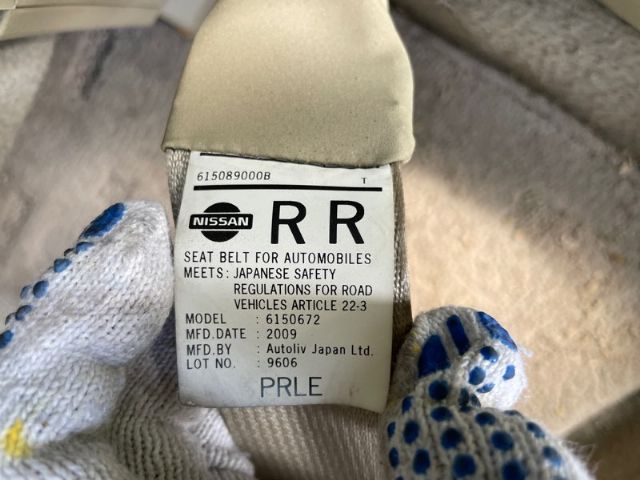 615089000B T
NISSAN RR
SEAT BELT FOR AUTOMOBILES
MEETS: JAPANESE SAFETY
REGULATIONS FOR ROAD
VEHICLES ARTICLE 22-3
MODEL : 6150672
MFD.DATE : 2009
MFD.BY : Autoliv Japan Ltd.
LOT NO. : 9606
PRLE